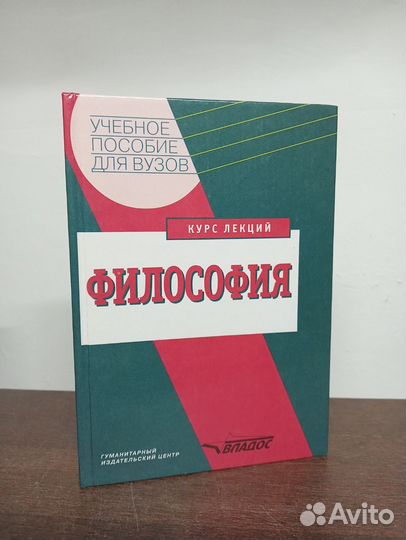 УЧЕБНОЕ
ПОСОБИЕ
ДЛЯ ВУЗОВ
КУРС ЛЕКЦИЙ
ФИЛОСОФИЯ
ВЛАДОС
ГУМАНИТАРНЫЙ
ИЗДАТЕЛЬСКИЙ ЦЕНТР
Avito